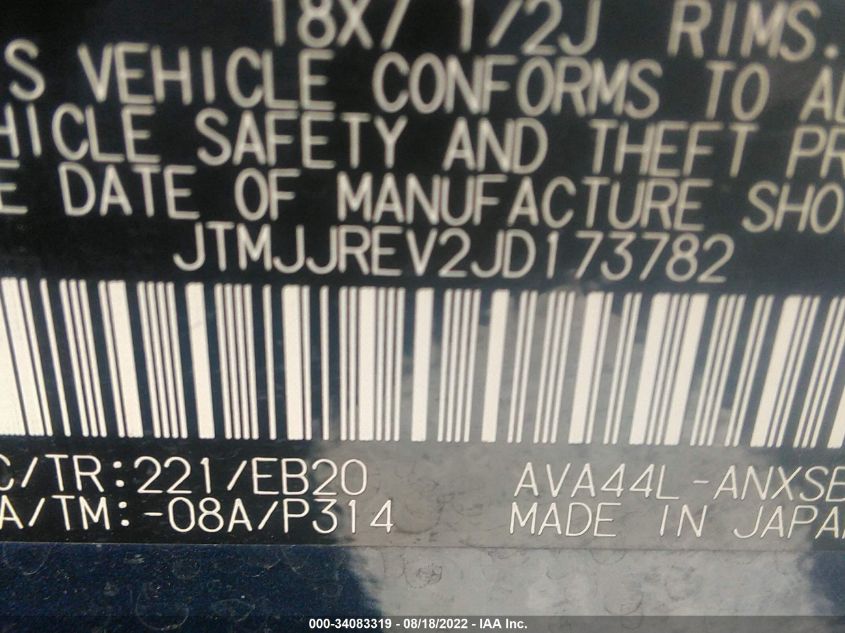 18X7 1/2J RIMS.
S VEHICLE CONFORMS TO AL
HICLE SAFETY AND THEFT PR
E DATE OF MANUFACTURE SHO
JTMJJREV2JD173782
C/TR:221/EB20 AVA44L-ANXSB
A/TM:-08A/P314 MADE IN JAPAN
000-34083319 - 08/18/2022 - IAA Inc.